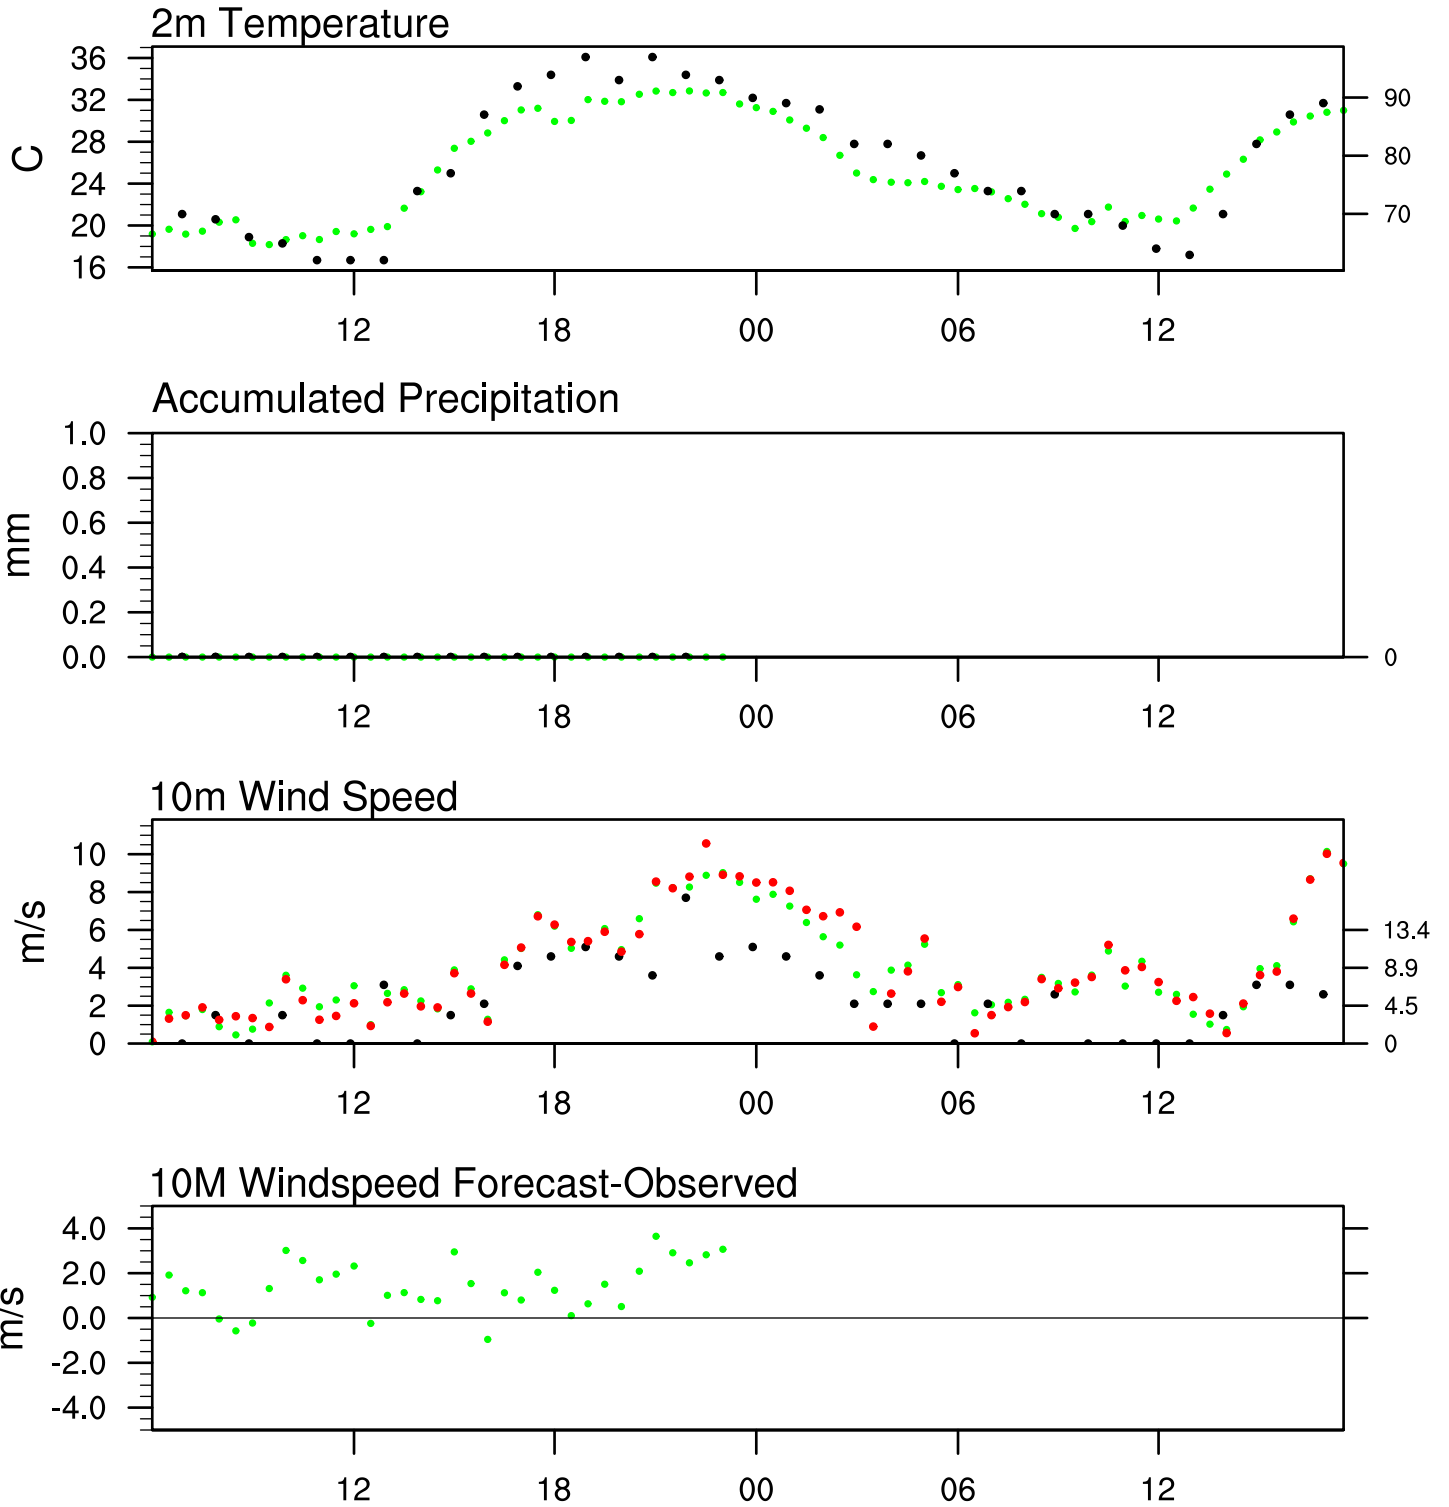 2m Temperature
36
32
28
24
20
16
C
90
80
70
12 18 00 06 12
Accumulated Precipitation
1.0
0.8
0.6
0.4
0.2
0.0
mm
0
12 18 00 06 12
10m Wind Speed
10
8
6
4
2
0
m/s
13.4
8.9
4.5
0
12 18 00 06 12
10M Windspeed Forecast-Observed
4.0
2.0
0.0
-2.0
-4.0
m/s
12 18 00 06 12